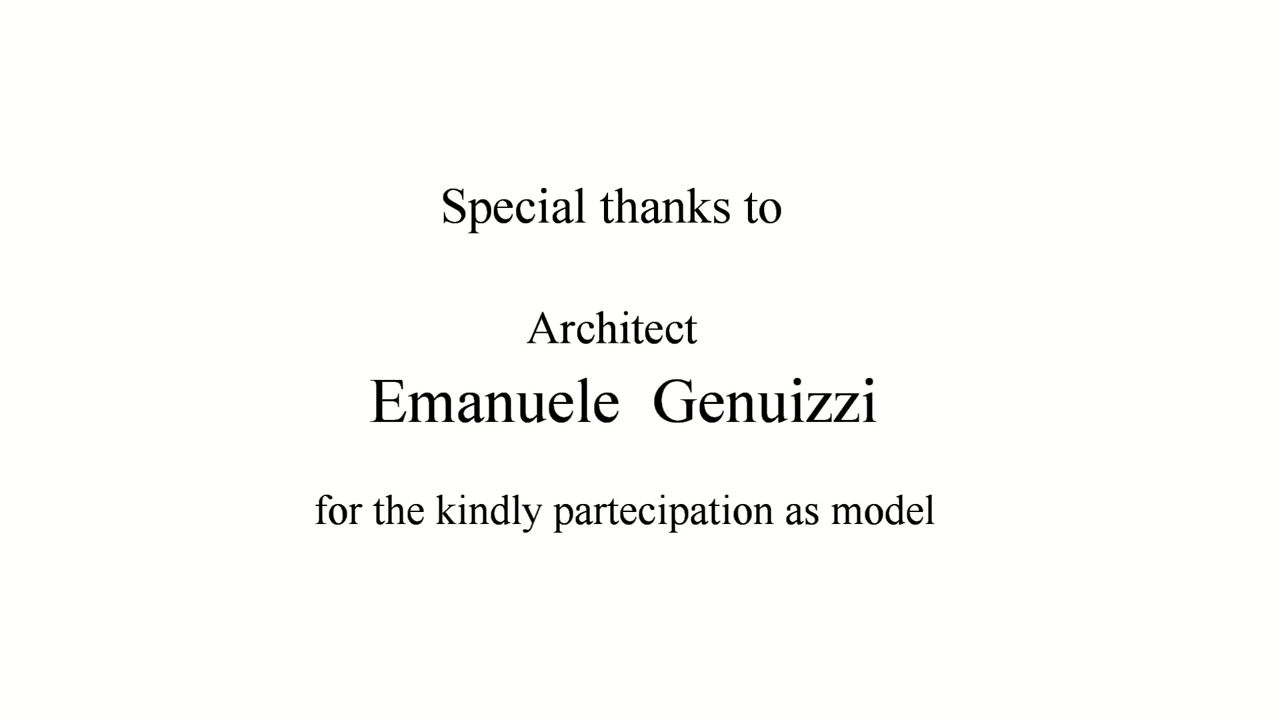 Special thanks to
Architect
Emanuele Genuizzi
for the kindly partecipation as model